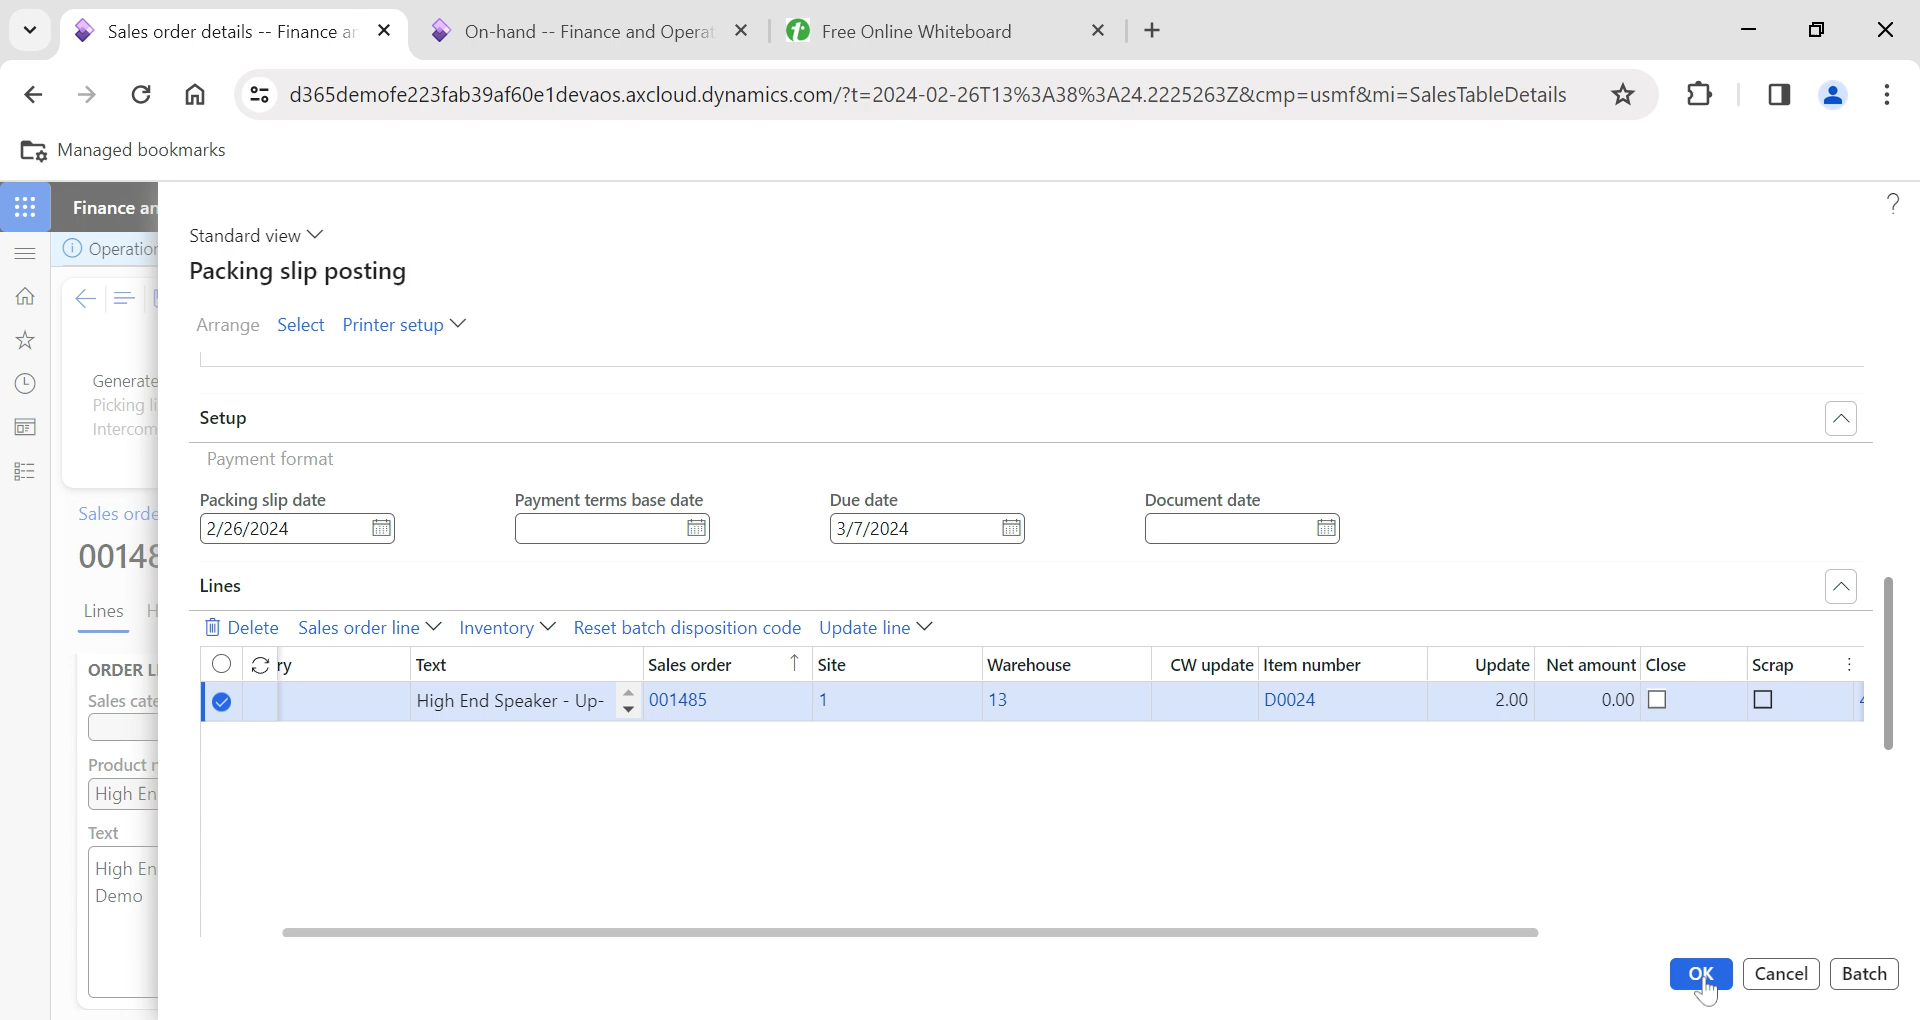 Sales order details -- Finance ar
On-hand -- Finance and Operat
Free Online Whiteboard
d365demofe223fab39af60e1devaos.axcloud.dynamics.com/?t=2024-02-26T13%3A38%3A24.2225263Z&cmp=usmf&mi=SalesTableDetails
Managed bookmarks
Finance an
Operation
Standard view
Packing slip posting
Arrange Select Printer setup
Generate
Picking li
Intercom
Setup
Payment format
Packing slip date Payment terms base date Due date Document date
2/26/2024 3/7/2024
Sales orde
00148
Lines H
Lines
Delete Sales order line Inventory Reset batch disposition code Update line
ry Text Sales order Site Warehouse CW update Item number Update Net amount Close Scrap
High End Speaker - Up- 001485 1 13 D0024 2.00 0.00
ORDER LI
Sales cate
Product n
High En
Text
High En
Demo
OK Cancel Batch